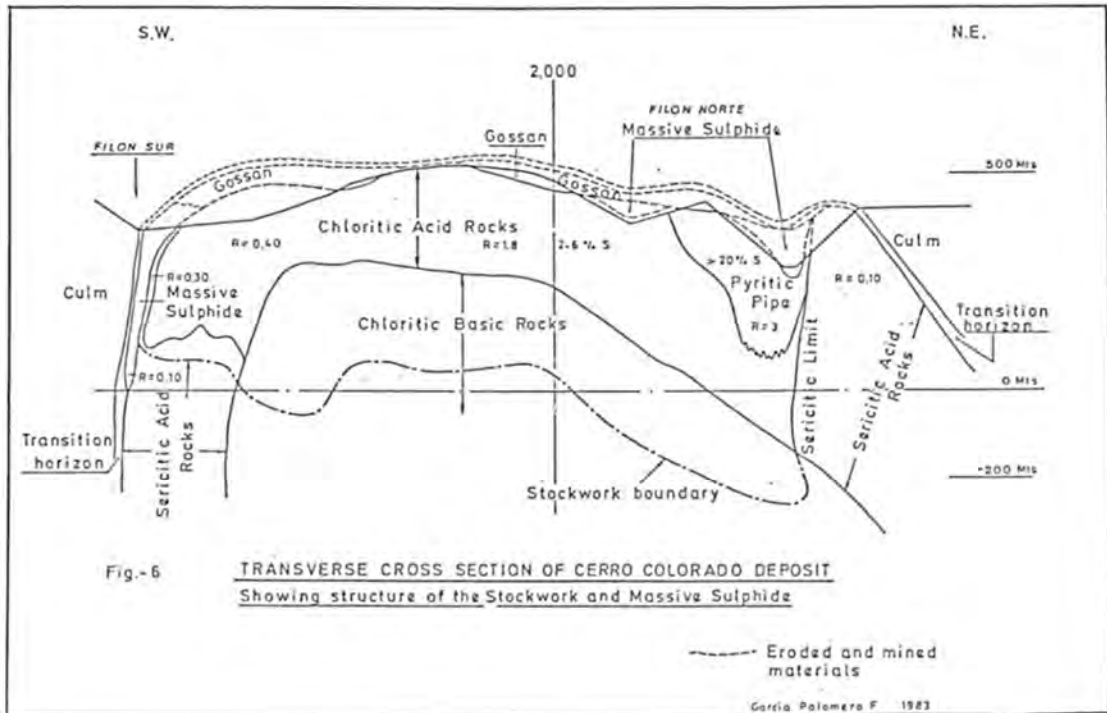 S.W.
N.E.
2,000
FILON NORTE
Massive Sulphide
Gossan
FILON SUR
500 Mts
Gossan
Gossan
Chloritic Acid Rocks
R=0,40
R=1,8
2-6 % S
Culm
> 20% S
R=0,30
Massive
Sulphide
Pyritic
Pipe
R=0,10
Culm
Chloritic Basic Rocks
R=3
Transition
horizon
R=0,10
Sericitic Limit
Sericitic Acid
Rocks
0 Mts
Sericitic Acid
Rocks
Transition
horizon
-200 Mts
Stockwork boundary
Fig.-6
TRANSVERSE CROSS SECTION OF CERRO COLORADO DEPOSIT
Showing structure of the Stockwork and Massive Sulphide
Eroded and mined
materials
Garcia Palomero F 1983